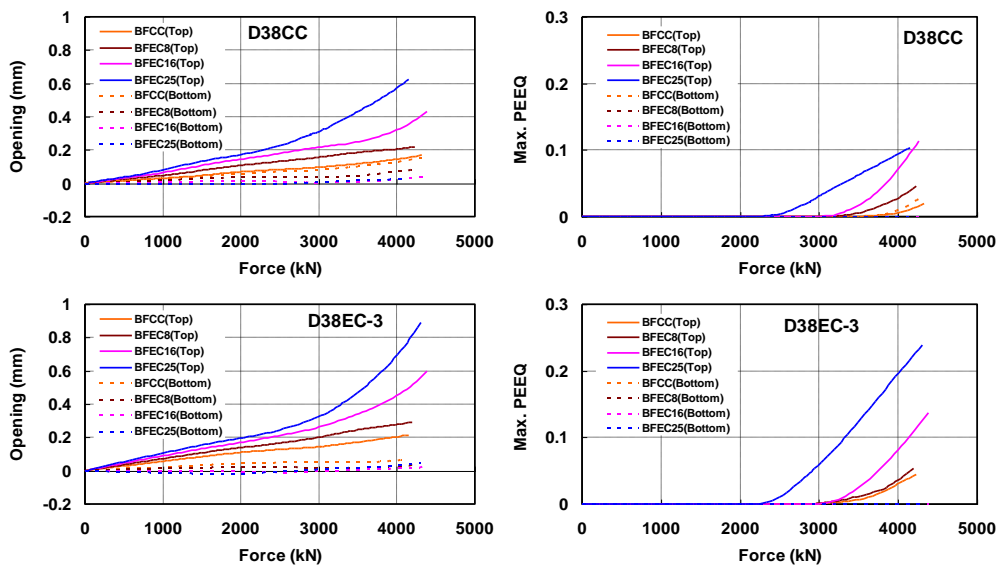 D38CC
Opening (mm)
1
0.8
0.6
0.4
0.2
0
-0.2
BFCC(Top)
BFEC8(Top)
BFEC16(Top)
BFEC25(Top)
BFCC(Bottom)
BFEC8(Bottom)
BFEC16(Bottom)
BFEC25(Bottom)
0 1000 2000 3000 4000 5000
Force (kN)
D38CC
Max. PEEQ
0.3
0.2
0.1
0
BFCC(Top)
BFEC8(Top)
BFEC16(Top)
BFEC25(Top)
BFCC(Bottom)
BFEC8(Bottom)
BFEC16(Bottom)
BFEC25(Bottom)
0 1000 2000 3000 4000 5000
Force (kN)
D38EC-3
Opening (mm)
1
0.8
0.6
0.4
0.2
0
-0.2
BFCC(Top)
BFEC8(Top)
BFEC16(Top)
BFEC25(Top)
BFCC(Bottom)
BFEC8(Bottom)
BFEC16(Bottom)
BFEC25(Bottom)
0 1000 2000 3000 4000 5000
Force (kN)
D38EC-3
Max. PEEQ
0.3
0.2
0.1
0
BFCC(Top)
BFEC8(Top)
BFEC16(Top)
BFEC25(Top)
BFCC(Bottom)
BFEC8(Bottom)
BFEC16(Bottom)
BFEC25(Bottom)
0 1000 2000 3000 4000 5000
Force (kN)